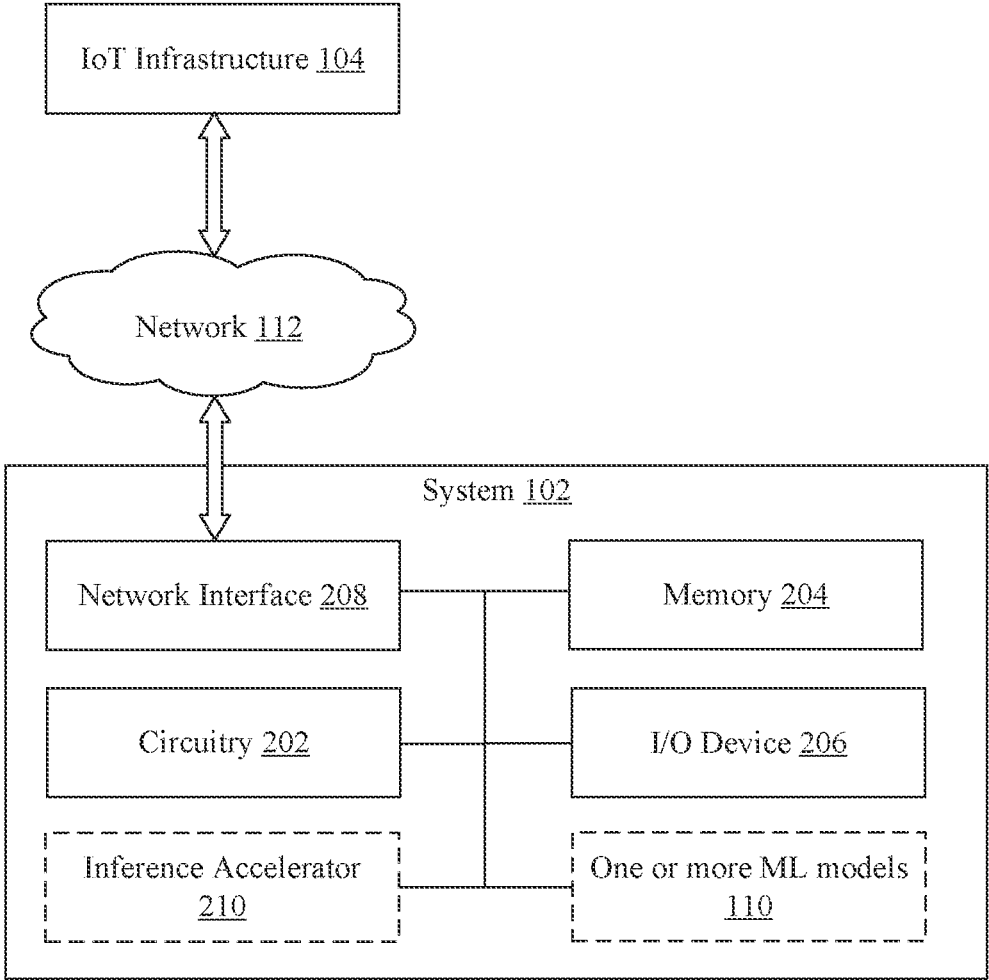 IoT Infrastructure 104
Network 112
System 102
Network Interface 208
Memory 204
Circuitry 202
I/O Device 206
Inference Accelerator
210
One or more ML models
110